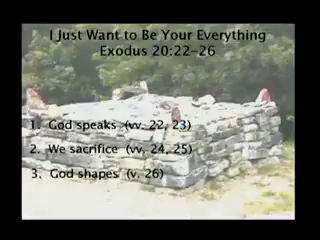 I Just Want to Be Your Everything
Exodus 20:22-26
1. God speaks (vv. 22, 23)
2. We sacrifice (vv. 24, 25)
3. God shapes (v. 26)